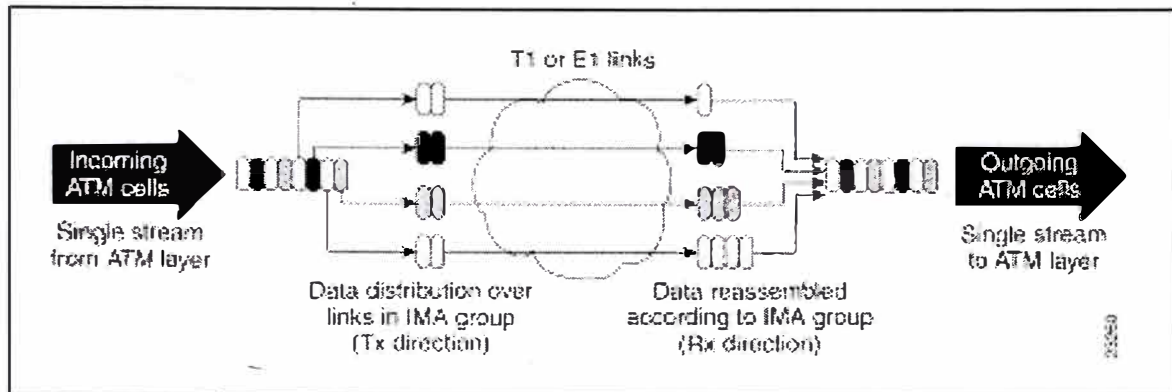 T1 or E1 links
Incoming
ATM cells
Outgoing
ATM cells
Single stream
from ATM layer
Single stream
to ATM layer
Data distribution over
links in IMA group
(Tx direction)
Data reassembled
according to IMA group
(Rx direction)